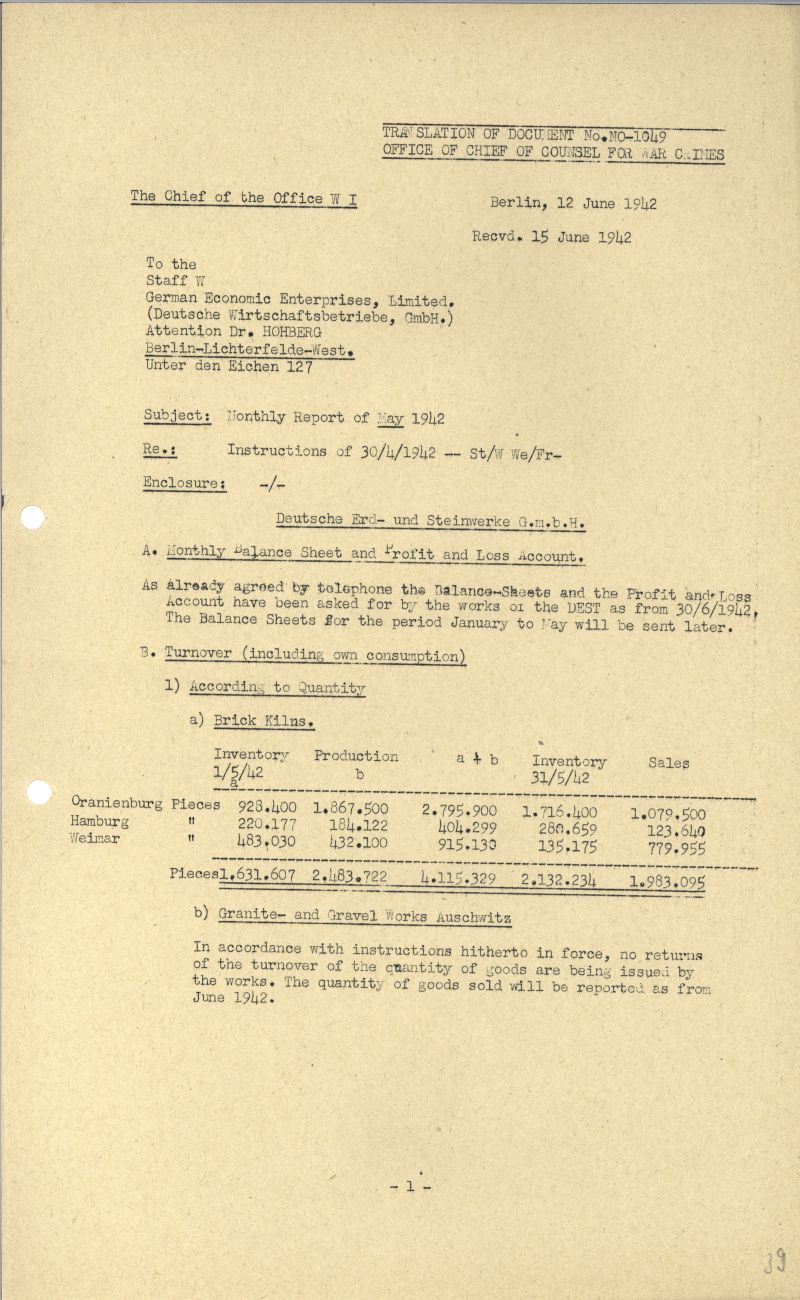 TRANSLATION OF DOCUMENT No.NO-1049
OFFICE OF CHIEF OF COUNSEL FOR WAR CRIMES
The Chief of the Office W I
Berlin, 12 June 1942
Recvd. 15 June 1942
To the
Staff W
German Economic Enterprises, Limited.
(Deutsche Wirtschaftsbetriebe, GmbH.)
Attention Dr. HOHBERG
Berlin-Lichterfelde-West.
Unter den Eichen 127
Subject: Monthly Report of May 1942
Re.: Instructions of 30/4/1942 -- St/W We/Fr-
Enclosure: -/-
Deutsche Erd- und Steinwerke G.m.b.H.
A. Monthly Balance Sheet and Profit and Loss Account.
As already agreed by telephone the Balance-Sheets and the Profit and Loss
Account have been asked for by the works of the DEST as from 30/6/1942.
The Balance Sheets for the period January to May will be sent later.
B. Turnover (including own consumption)
1) According to Quantity
a) Brick Kilns.
Inventory Production a + b Inventory Sales
1/5/42 b 31/5/42
a
Oranienburg Pieces 928.400 1.867.500 2.795.900 1.716.400 1.079.500
Hamburg " 220.177 184.122 404.299 280.659 123.640
Weimar " 483.030 432.100 915.130 135.175 779.955
Pieces1.631.607 2.483.722 4.115.329 2.132.234 1.983.095
b) Granite- and Gravel Works Auschwitz
In accordance with instructions hitherto in force, no returns
of the turnover of the quantity of goods are being issued by
the works. The quantity of goods sold will be reported as from
June 1942.
- 1 -
39